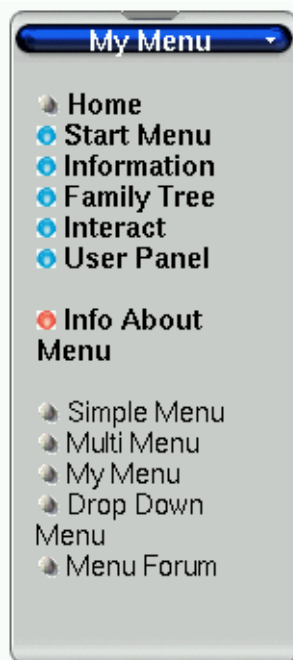 My Menu
Home
Start Menu
Information
Family Tree
Interact
User Panel
Info About
Menu
Simple Menu
Multi Menu
My Menu
Drop Down
Menu
Menu Forum